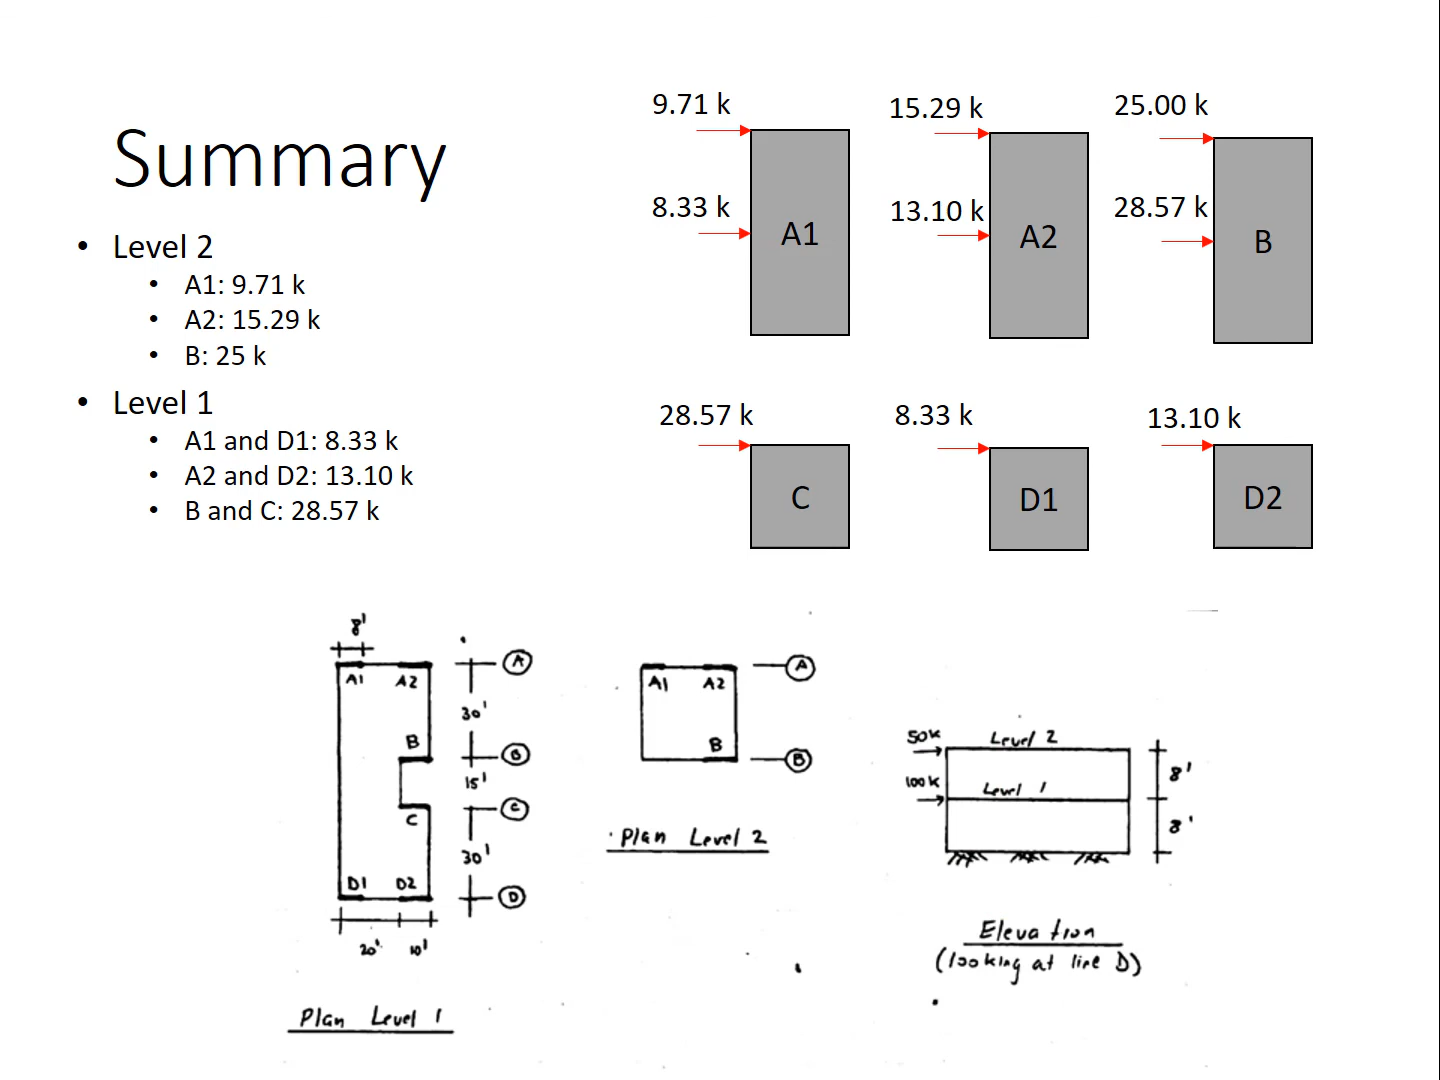 Summary
• Level 2
• A1: 9.71 k
• A2: 15.29 k
• B: 25 k
• Level 1
• A1 and D1: 8.33 k
• A2 and D2: 13.10 k
• B and C: 28.57 k
9.71 k
8.33 k
A1
15.29 k
13.10 k
A2
25.00 k
28.57 k
B
28.57 k
C
8.33 k
D1
13.10 k
D2
8'
A1 A2
B
C
D1 D2
A
30'
B
15'
C
30'
D
20' 10'
Plan Level 1
A1 A2
B
A
B
Plan Level 2
50k
Level 2
100k
Level 1
8'
8'
Elevation
(looking at line D)